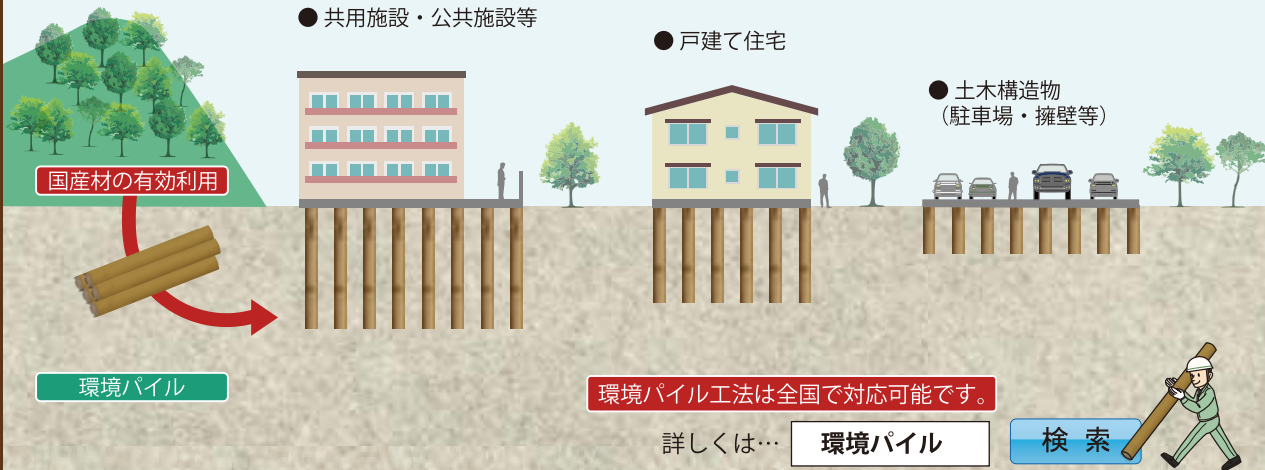 ● 共用施設・公共施設等
● 戸建て住宅
● 土木構造物
（駐車場・擁壁等）
国産材の有効利用
環境パイル
環境パイル工法は全国で対応可能です。
詳しくは… 環境パイル 検 索